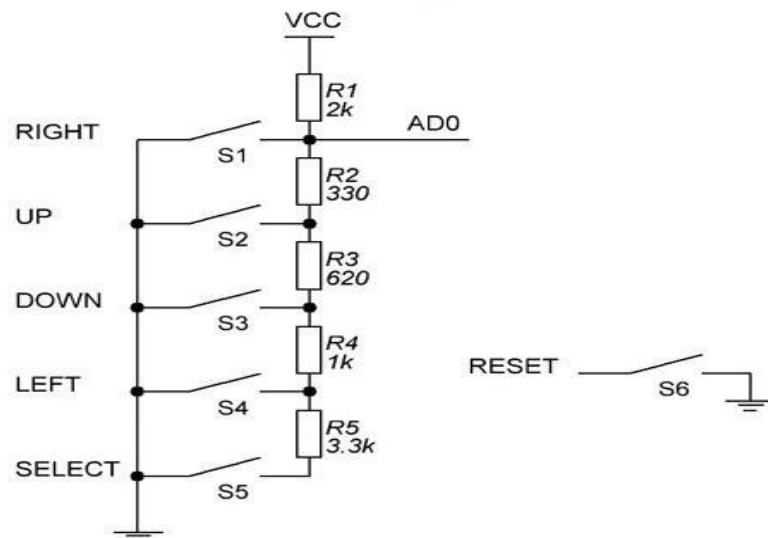 VCC
R1
2k
RIGHT
AD0
S1
R2
330
UP
S2
R3
620
DOWN
S3
R4
1k
RESET
S6
LEFT
S4
R5
3.3k
SELECT
S5